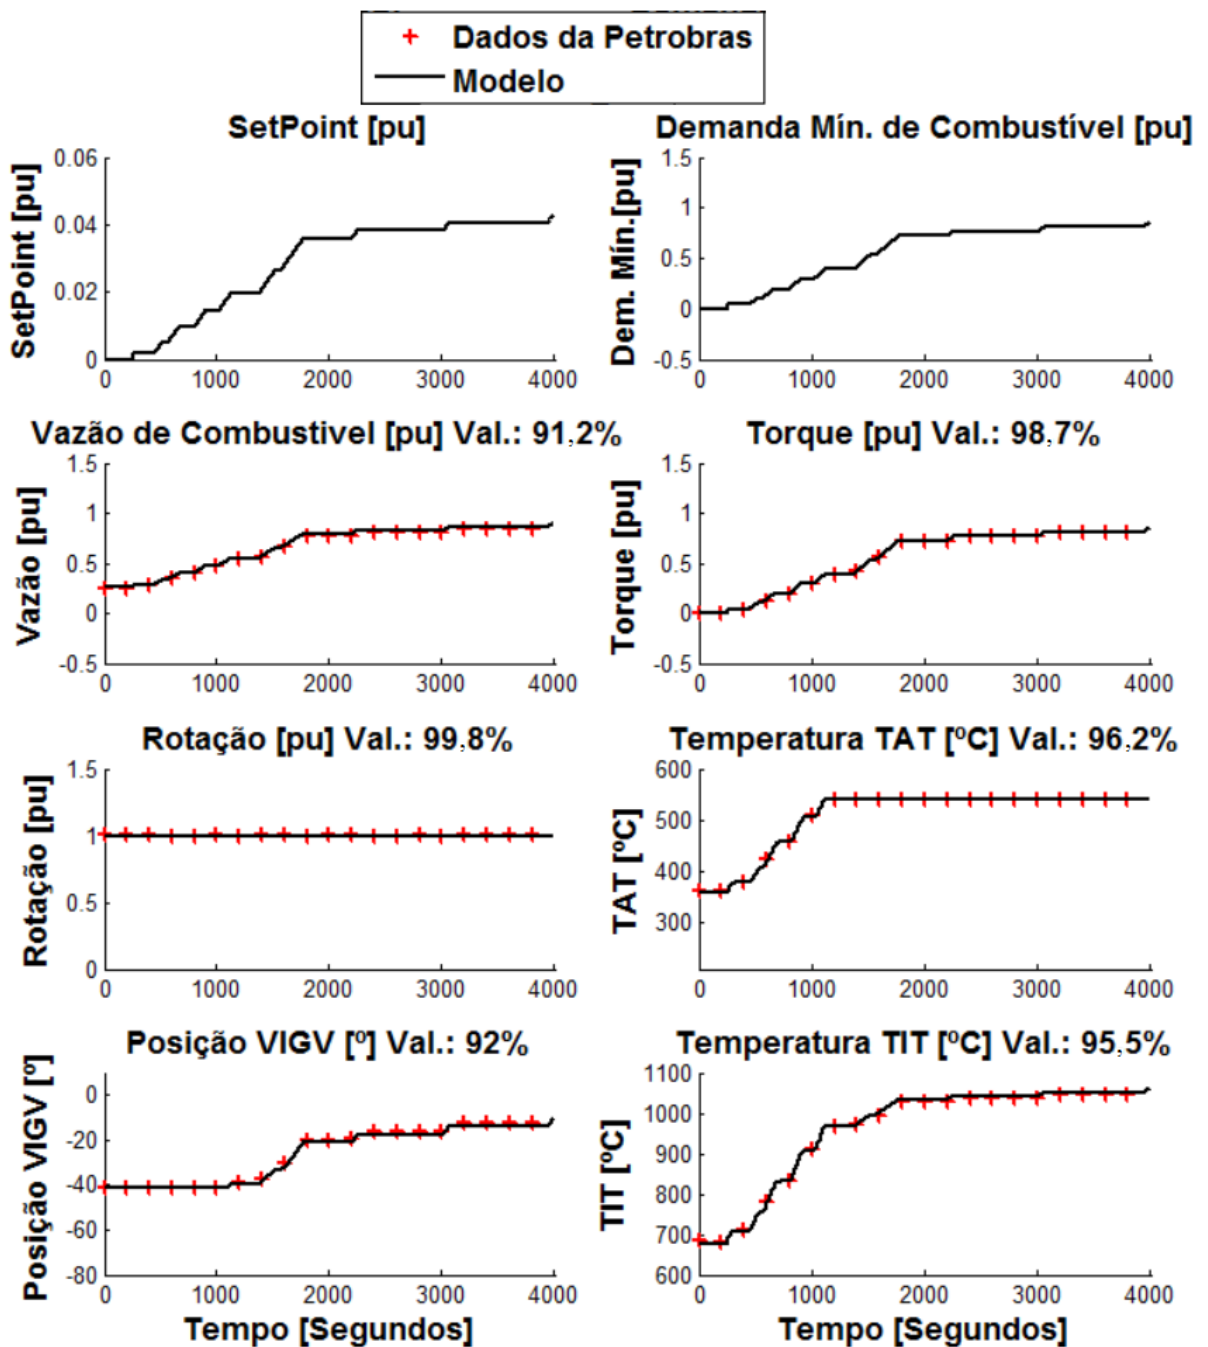 Dados da Petrobras
Modelo
SetPoint [pu]
SetPoint [pu]
0.06
0.04
0.02
0
0 1000 2000 3000 4000
Demanda Mín. de Combustível [pu]
Dem. Mín.[pu]
1.5
1
0.5
0
-0.5
0 1000 2000 3000 4000
Vazão de Combustivel [pu] Val.: 91,2%
Vazão [pu]
1.5
1
0.5
0
-0.5
0 1000 2000 3000 4000
Torque [pu] Val.: 98,7%
Torque [pu]
1.5
1
0.5
0
-0.5
0 1000 2000 3000 4000
Rotação [pu] Val.: 99,8%
Rotação [pu]
1.5
1
0.5
0
0 1000 2000 3000 4000
Temperatura TAT [ºC] Val.: 96,2%
TAT [ºC]
600
500
400
300
0 1000 2000 3000 4000
Posição VIGV [º] Val.: 92%
Posição VIGV [º]
0
-20
-40
-60
-80
0 1000 2000 3000 4000
Tempo [Segundos]
Temperatura TIT [ºC] Val.: 95,5%
TIT [ºC]
1100
1000
900
800
700
600
0 1000 2000 3000 4000
Tempo [Segundos]